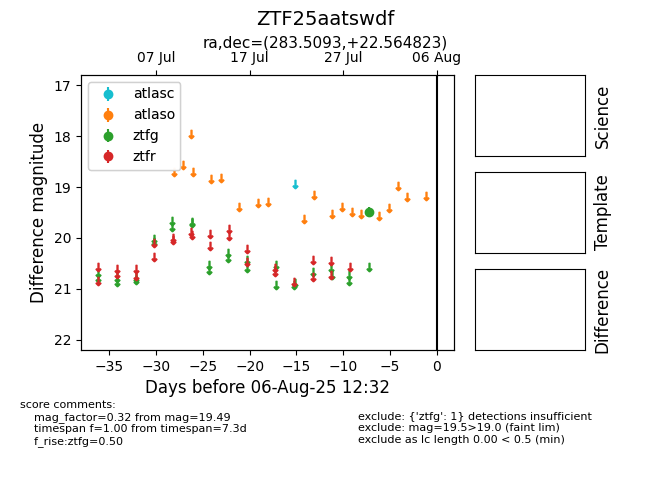 ZTF25aatswdf
ra,dec=(283.5093,+22.564823)
07 Jul
17 Jul
27 Jul
06 Aug
atlasc
atlaso
ztfg
ztfr
17
18
19
20
21
22
Difference magnitude
−35
−30
−25
−20
−15
−10
−5
0
Days before 06-Aug-25 12:32
Science
Template
Difference
score comments:
mag_factor=0.32 from mag=19.49
timespan f=1.00 from timespan=7.3d
f_rise:ztfg=0.50
exclude: {'ztfg': 1} detections insufficient
exclude: mag=19.5>19.0 (faint lim)
exclude as lc length 0.00 < 0.5 (min)